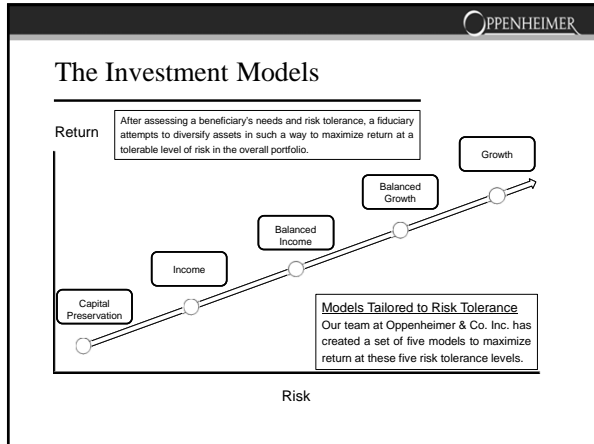 OPPENHEIMER
The Investment Models
After assessing a beneficiary's needs and risk tolerance, a fiduciary
attempts to diversify assets in such a way to maximize return at a
tolerable level of risk in the overall portfolio.
Return
Growth
Balanced
Growth
Balanced
Income
Income
Capital
Preservation
Models Tailored to Risk Tolerance
Our team at Oppenheimer & Co. Inc. has
created a set of five models to maximize
return at these five risk tolerance levels.
Risk